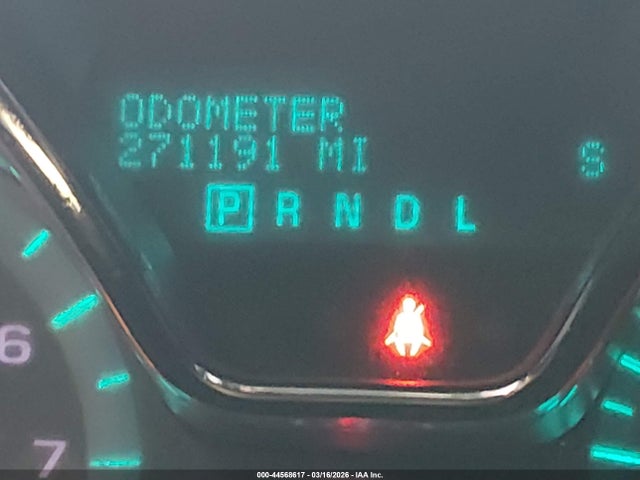 ODOMETER
271191 MI S
P R N D L
6
7
000-44568617 - 03/16/2026 - IAA Inc.